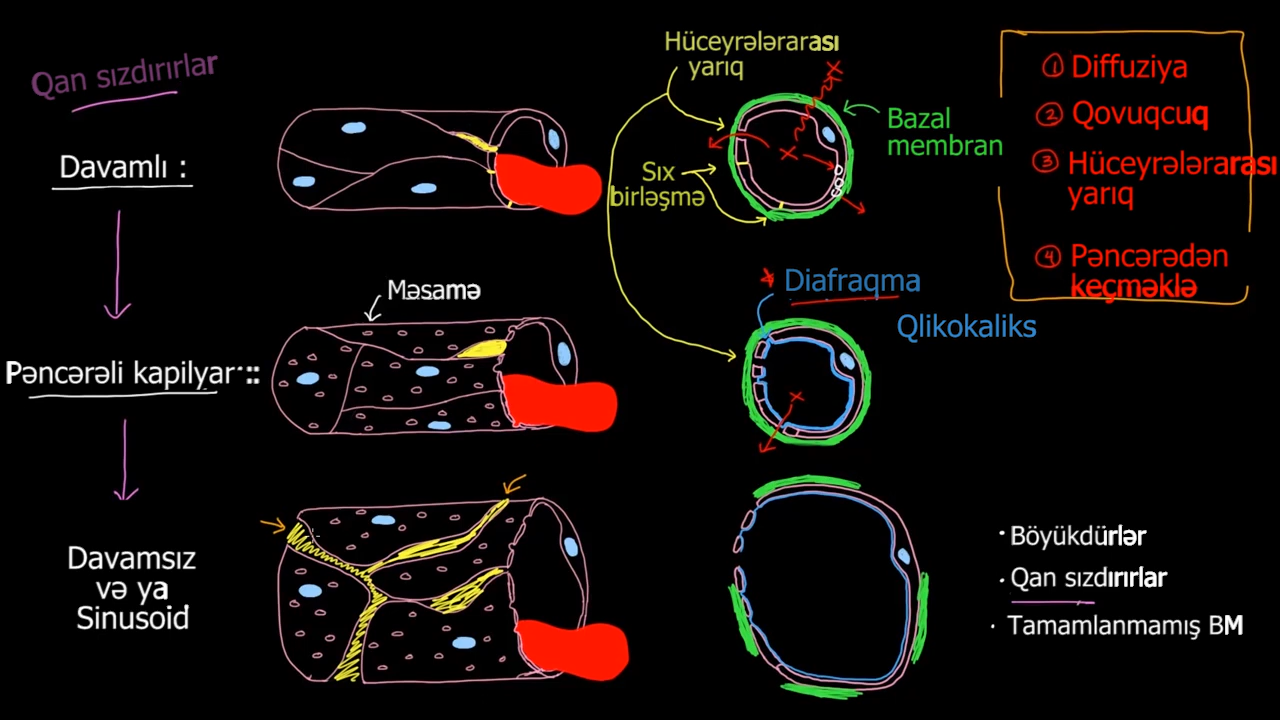 Qan sızdırırlar
Davamlı :
Hüceyrələrarası
yarıq
Bazal
membran
Sıx
birləşmə
1 Diffuziya
2 Qovuqcuq
3 Hüceyrələrarası
yarıq
4 Pəncərədən
keçməklə
Məsamə
Diafraqma
Qlikokaliks
Pəncərəli kapilyar ::
Davamsız
və ya
Sinusoid
· Böyükdürlər
· Qan sızdırırlar
· Tamamlanmamış BM